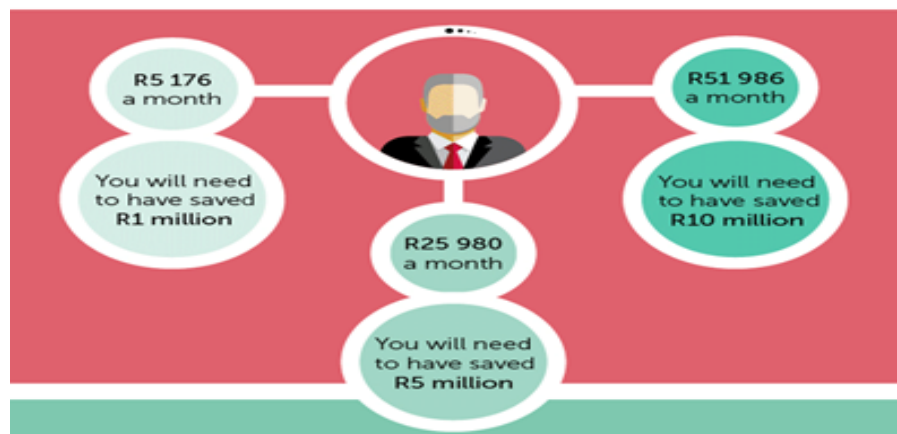 R5 176
a month
You will need
to have saved
R1 million
R25 980
a month
You will need
to have saved
R5 million
R51 986
a month
You will need
to have saved
R10 million